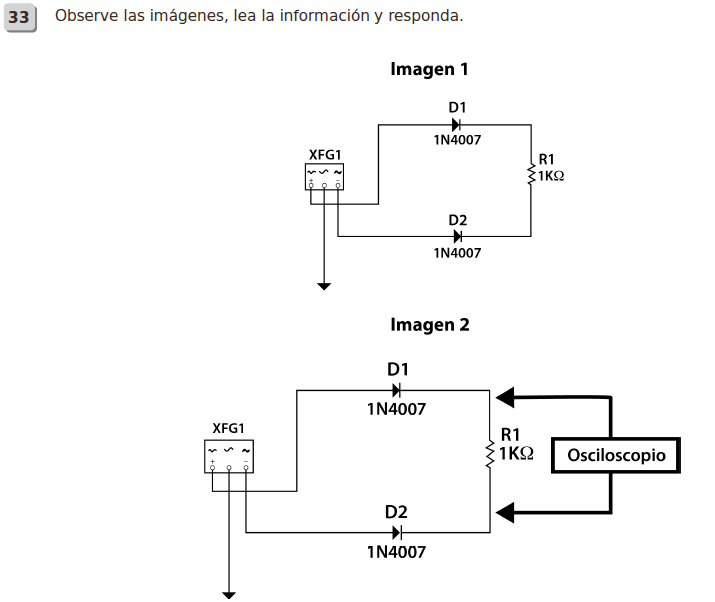 33 Observe las imágenes, lea la información y responda.
Imagen 1
D1
1N4007
XFG1
R1
1KΩ
+ −
D2
1N4007
Imagen 2
D1
1N4007
XFG1
R1
1KΩ
Osciloscopio
+ −
D2
1N4007